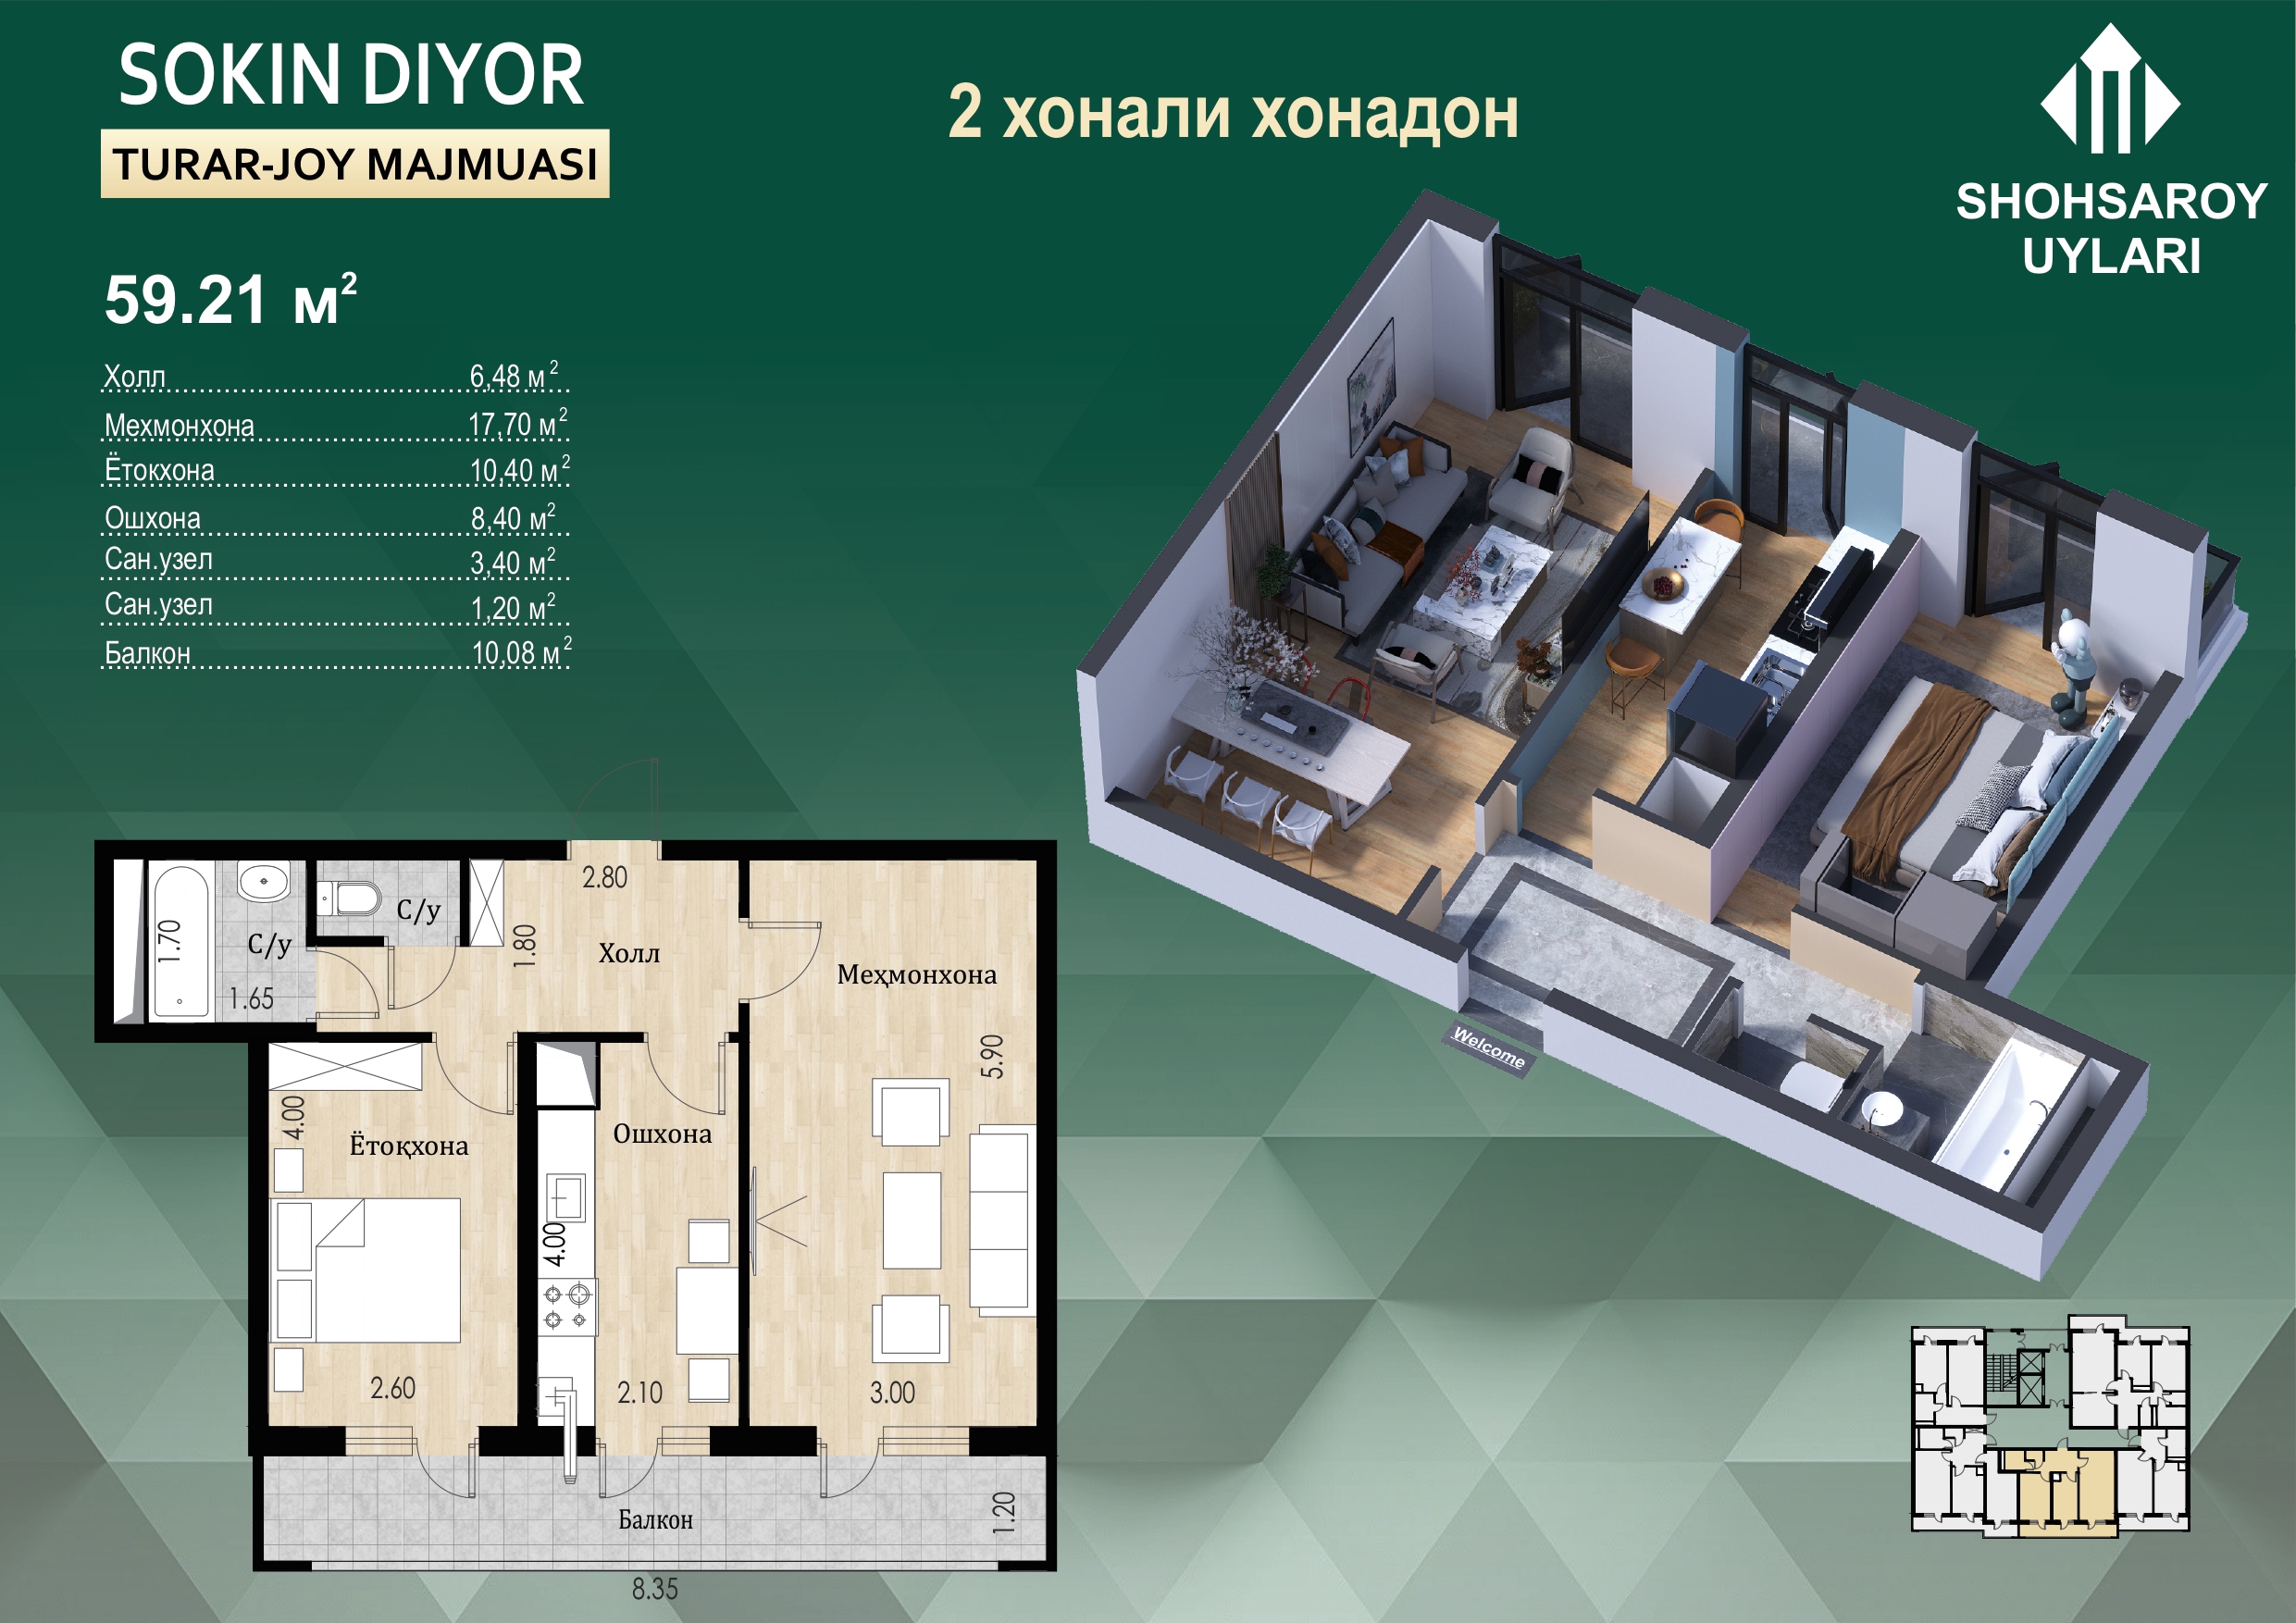 SOKIN DIYOR
TURAR-JOY MAJMUASI
2 хонали хонадон
SHOHSAROY
UYLARI
59.21 м²
Холл 6,48 м²
Мехмонхона 17,70 м²
Ётокхона 10,40 м²
Ошхона 8,40 м²
Сан.узел 3,40 м²
Сан.узел 1,20 м²
Балкон 10,08 м²
Welcome
2.80
С/у
1.70
С/у
1.80
Холл
Меҳмонхона
1.65
5.90
4.00
Ётоқхона
Ошхона
4.00
2.60
2.10
3.00
Балкон
1.20
8.35